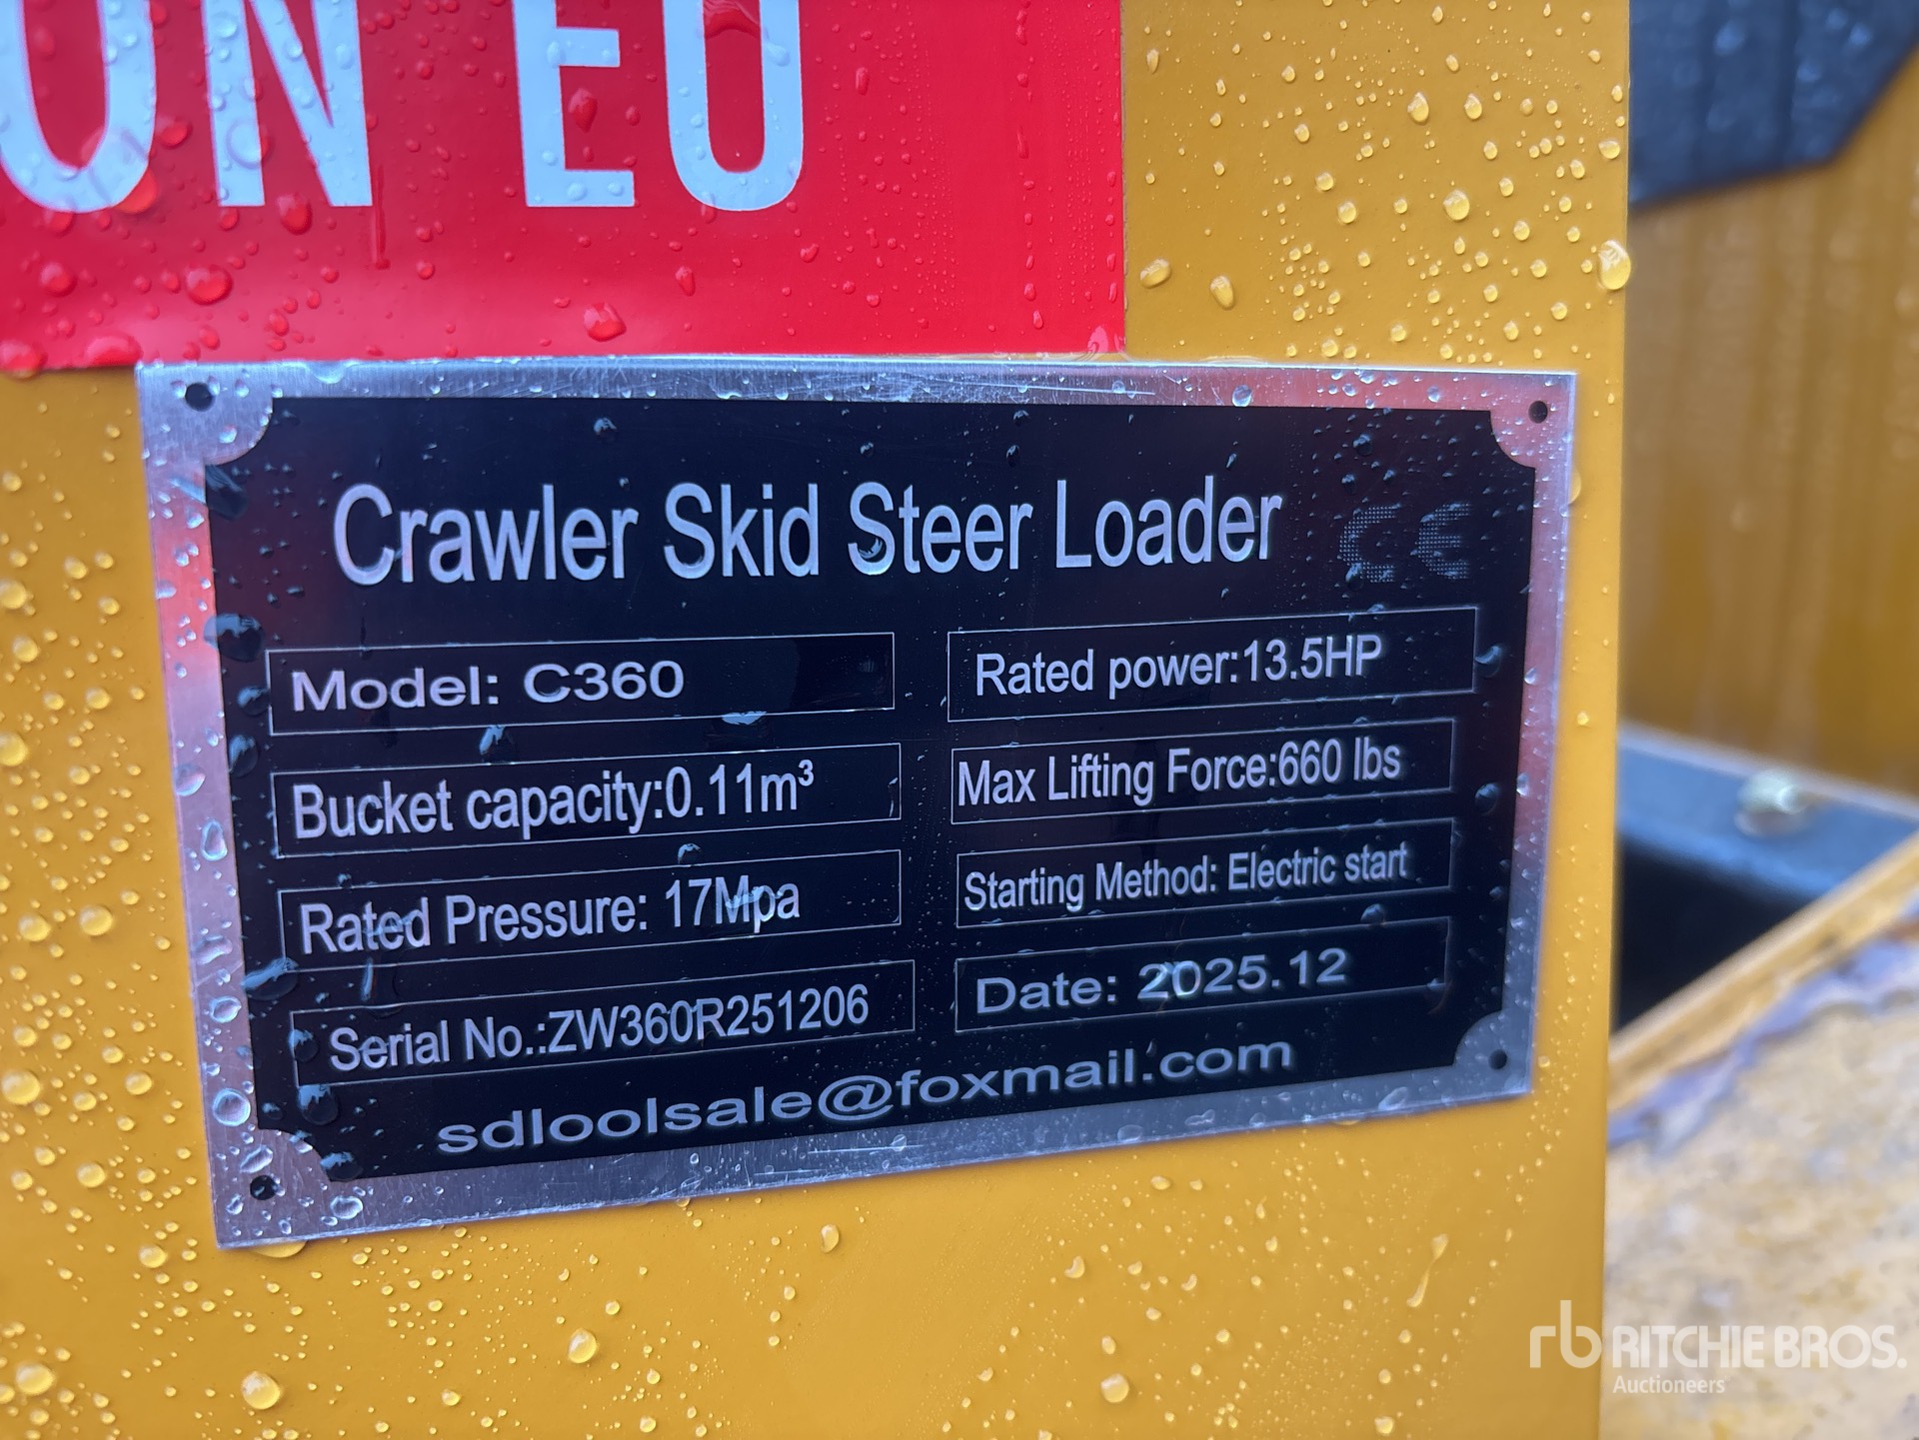 ON EU
Crawler Skid Steer Loader CE
Model: C360
Rated power:13.5HP
Bucket capacity:0.11m³
Max Lifting Force:660 lbs
Rated Pressure: 17Mpa
Starting Method: Electric start
Serial No.:ZW360R251206
Date: 2025.12
sdloolsale@foxmail.com
rb RITCHIE BROS.
Auctioneers